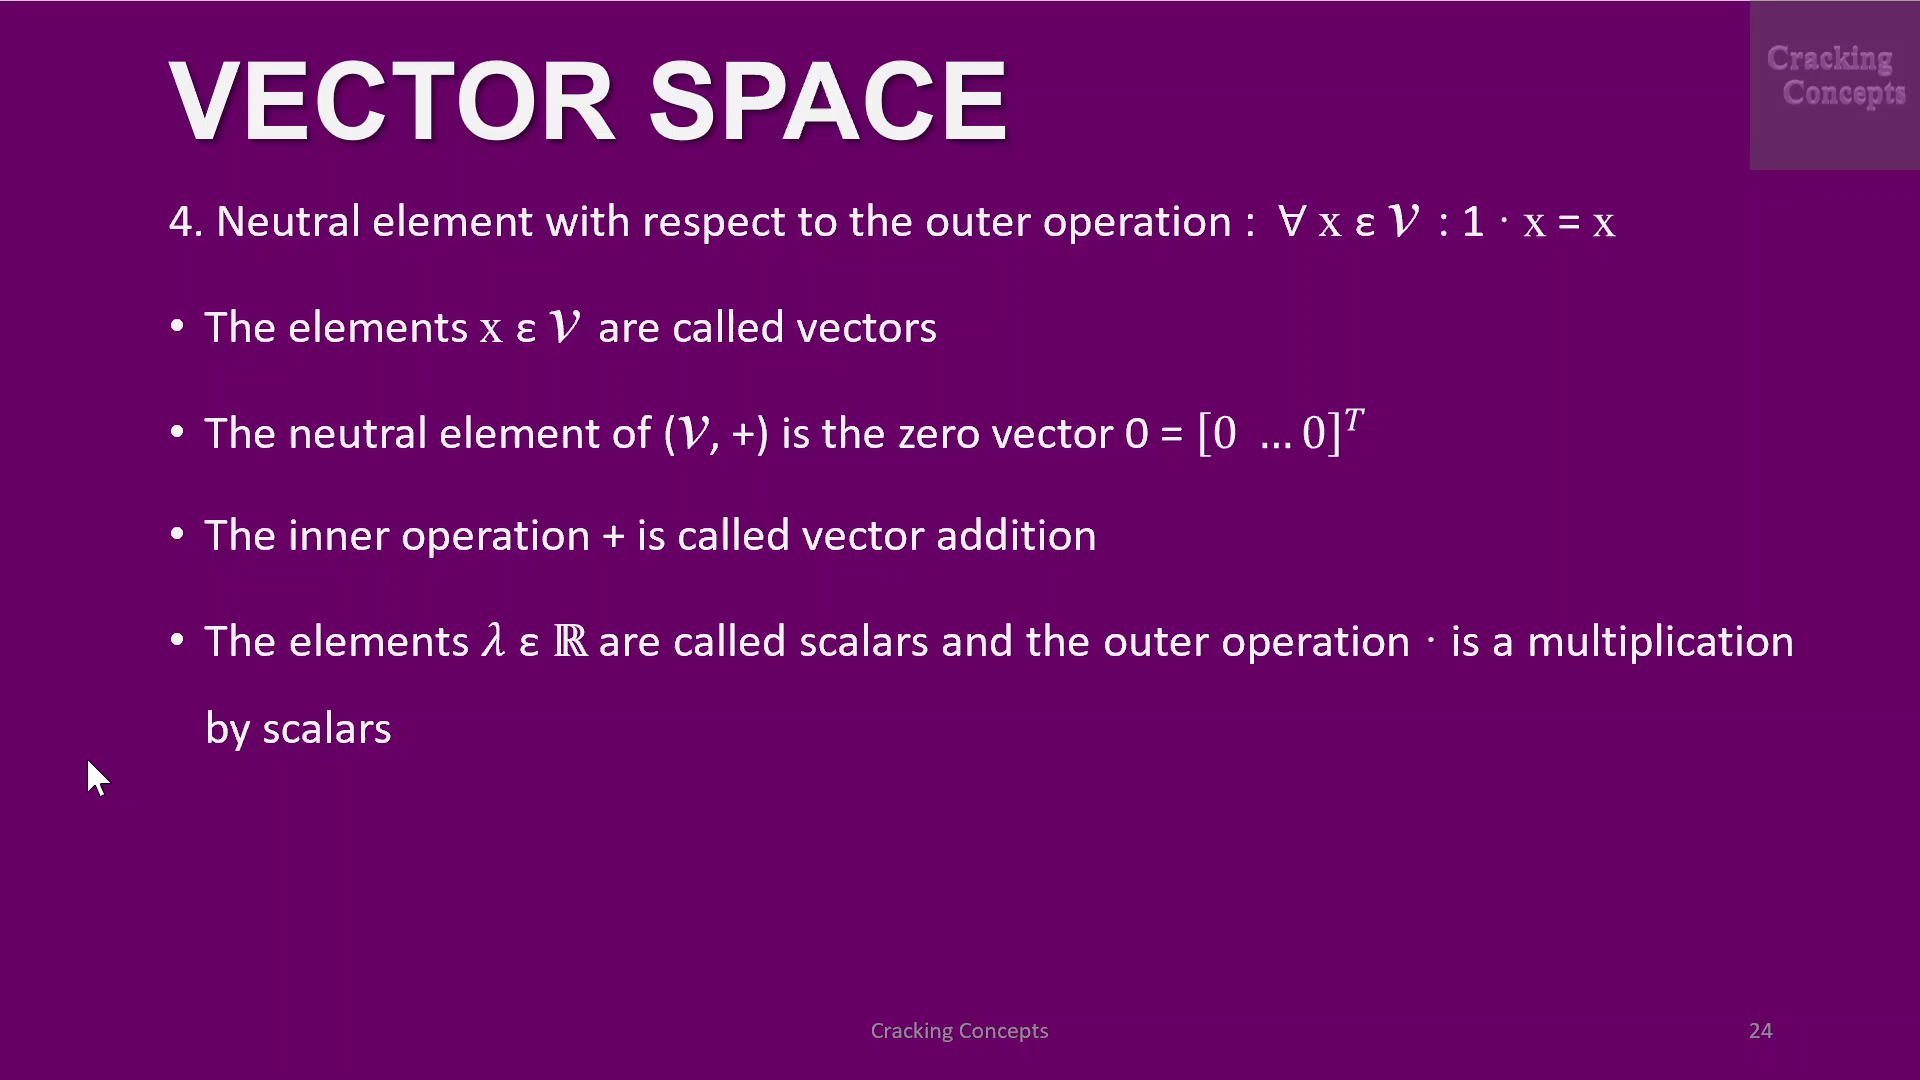 VECTOR SPACE
Cracking
Concepts
4. Neutral element with respect to the outer operation : ∀ x ε 𝒱 : 1 · x = x
• The elements x ε 𝒱 are called vectors
• The neutral element of (𝒱, +) is the zero vector 0 = [0 ... 0]ᵀ
• The inner operation + is called vector addition
• The elements λ ε ℝ are called scalars and the outer operation · is a multiplication
by scalars
Cracking Concepts
24